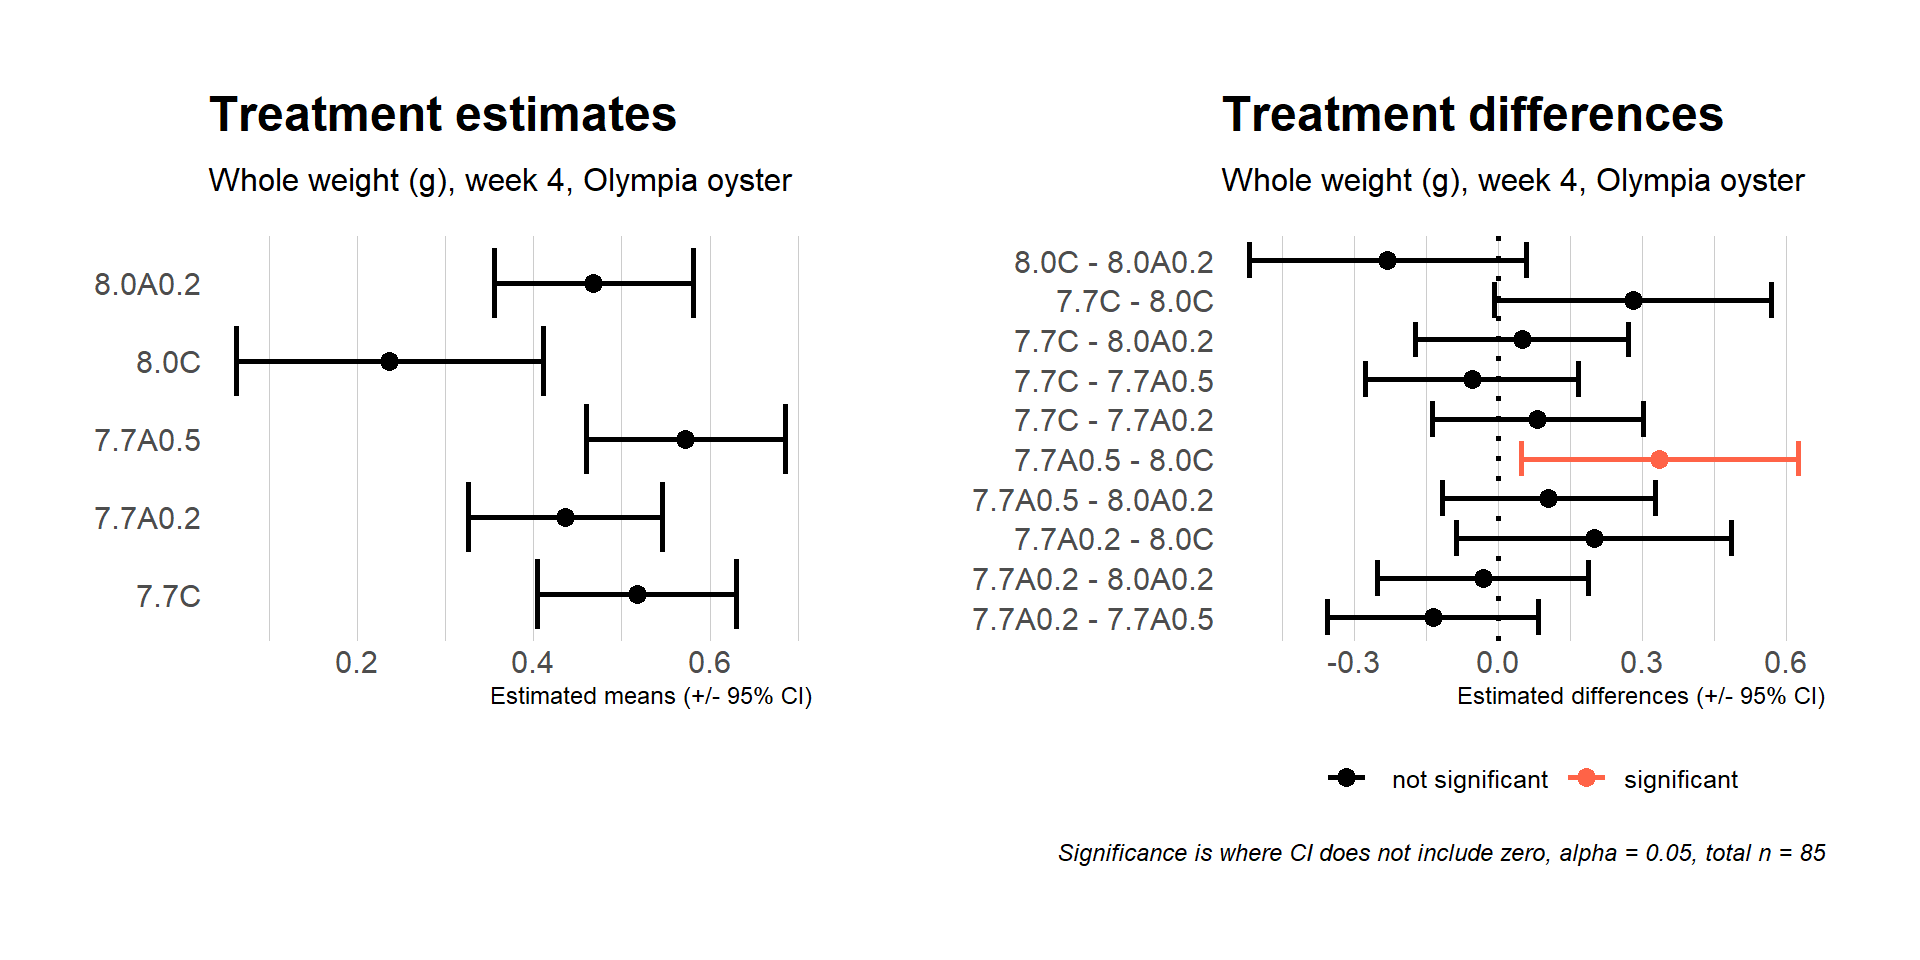 Treatment estimates
Whole weight (g), week 4, Olympia oyster
8.0A0.2
8.0C
7.7A0.5
7.7A0.2
7.7C
0.2 0.4 0.6
Estimated means (+/- 95% CI)
Treatment differences
Whole weight (g), week 4, Olympia oyster
8.0C - 8.0A0.2
7.7C - 8.0C
7.7C - 8.0A0.2
7.7C - 7.7A0.5
7.7C - 7.7A0.2
7.7A0.5 - 8.0C
7.7A0.5 - 8.0A0.2
7.7A0.2 - 8.0C
7.7A0.2 - 8.0A0.2
7.7A0.2 - 7.7A0.5
-0.3 0.0 0.3 0.6
Estimated differences (+/- 95% CI)
not significant significant
Significance is where CI does not include zero, alpha = 0.05, total n = 85